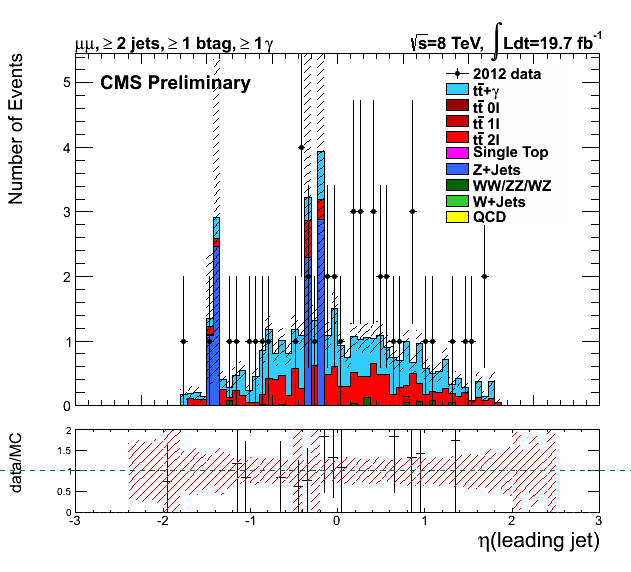 μμ, ≥ 2 jets, ≥ 1 btag, ≥ 1 γ
√s=8 TeV, ∫Ldt=19.7 fb⁻¹
CMS Preliminary
2012 data
tt̄+γ
tt̄ 0l
tt̄ 1l
tt̄ 2l
Single Top
Z+Jets
WW/ZZ/WZ
W+Jets
QCD
Number of Events
5
4
3
2
1
0
data/MC
2
1.5
1
0.5
0
-3 -2 -1 0 1 2 3
η(leading jet)